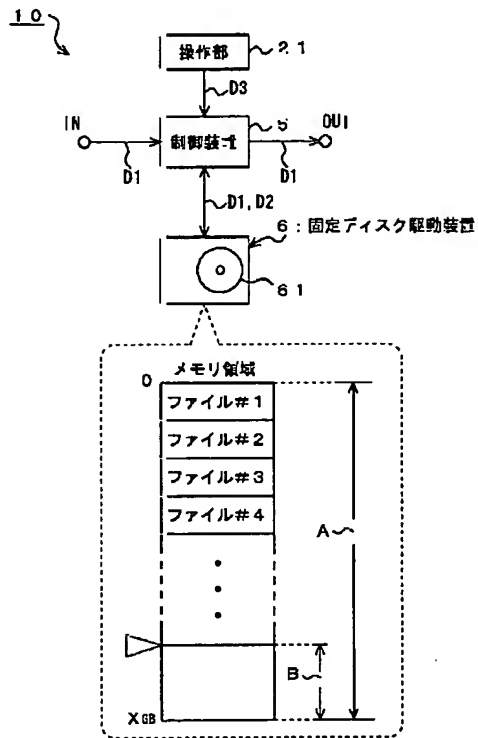 10
操作部 21
D3
IN 制御装置 5 OUT
D1 D1
D1, D2
6:固定ディスク駆動装置
61
メモリ領域
0
ファイル#1
ファイル#2
ファイル#3
ファイル#4
A
B
XGB